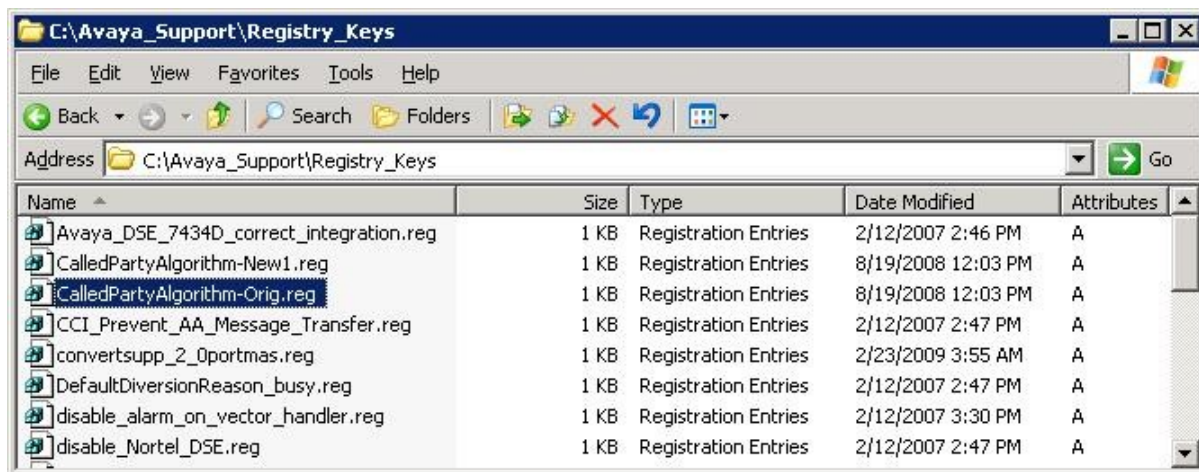 C:\Avaya_Support\Registry_Keys
File Edit View Favorites Tools Help
Back Search Folders
Address C:\Avaya_Support\Registry_Keys Go
Name Size Type Date Modified Attributes
Avaya_DSE_7434D_correct_integration.reg 1 KB Registration Entries 2/12/2007 2:46 PM A
CalledPartyAlgorithm-New1.reg 1 KB Registration Entries 8/19/2008 12:03 PM A
CalledPartyAlgorithm-Orig.reg 1 KB Registration Entries 8/19/2008 12:03 PM A
CCI_Prevent_AA_Message_Transfer.reg 1 KB Registration Entries 2/12/2007 2:47 PM A
convertsupp_2_0portmas.reg 1 KB Registration Entries 2/23/2009 3:55 AM A
DefaultDiversionReason_busy.reg 1 KB Registration Entries 2/12/2007 2:47 PM A
disable_alarm_on_vector_handler.reg 1 KB Registration Entries 2/12/2007 3:30 PM A
disable_Nortel_DSE.reg 1 KB Registration Entries 2/12/2007 2:47 PM A